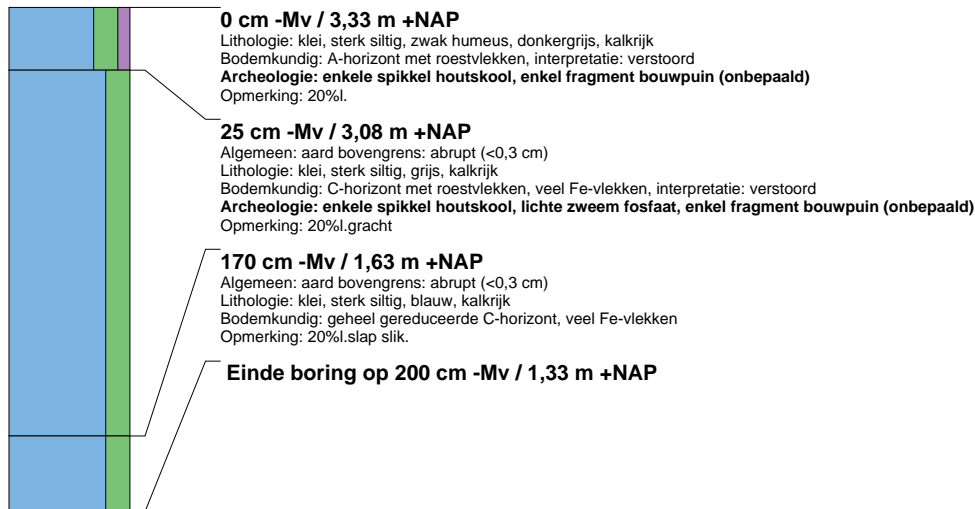 0 cm -Mv / 3,33 m +NAP
Lithologie: klei, sterk siltig, zwak humeus, donkergrijs, kalkrijk
Bodemkundig: A-horizont met roestvlekken, interpretatie: verstoord
Archeologie: enkele spikkel houtskool, enkel fragment bouwpuin (onbepaald)
Opmerking: 20%l.
25 cm -Mv / 3,08 m +NAP
Algemeen: aard bovengrens: abrupt (<0,3 cm)
Lithologie: klei, sterk siltig, grijs, kalkrijk
Bodemkundig: C-horizont met roestvlekken, veel Fe-vlekken, interpretatie: verstoord
Archeologie: enkele spikkel houtskool, lichte zweem fosfaat, enkel fragment bouwpuin (onbepaald)
Opmerking: 20%l.gracht
170 cm -Mv / 1,63 m +NAP
Algemeen: aard bovengrens: abrupt (<0,3 cm)
Lithologie: klei, sterk siltig, blauw, kalkrijk
Bodemkundig: geheel gereduceerde C-horizont, veel Fe-vlekken
Opmerking: 20%l.slap slik.
Einde boring op 200 cm -Mv / 1,33 m +NAP